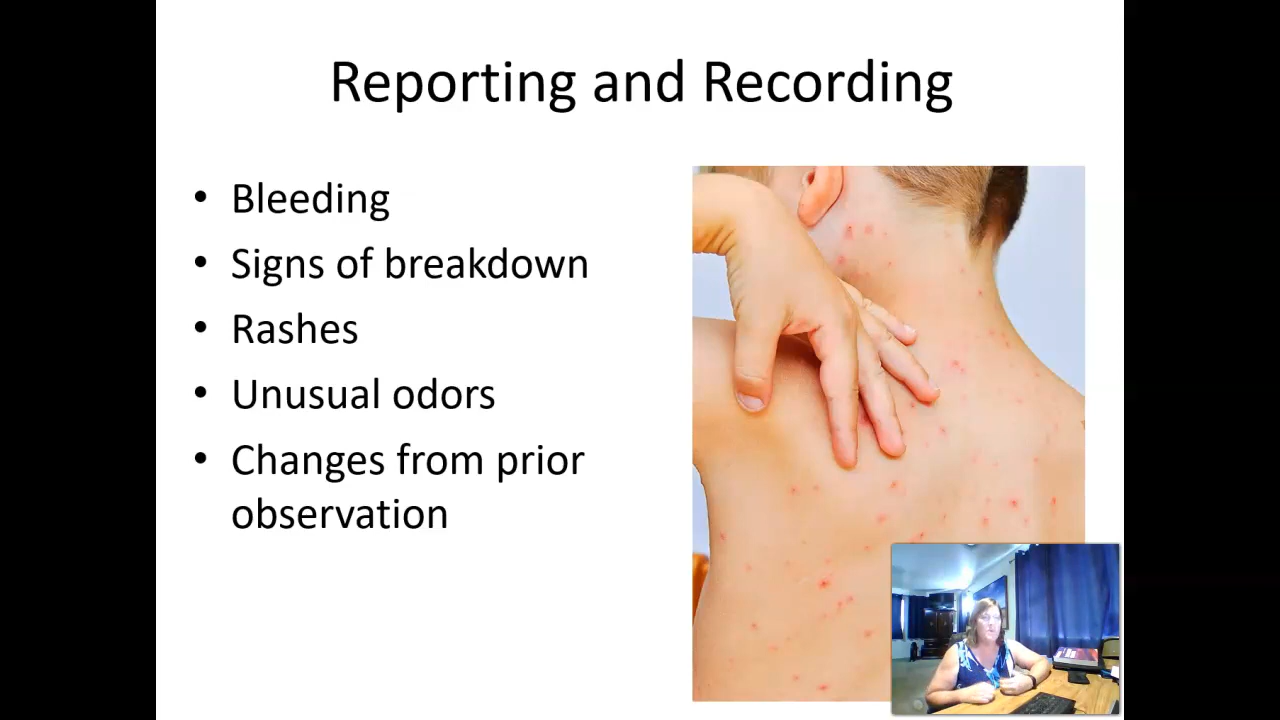 Reporting and Recording
• Bleeding
• Signs of breakdown
• Rashes
• Unusual odors
• Changes from prior
observation